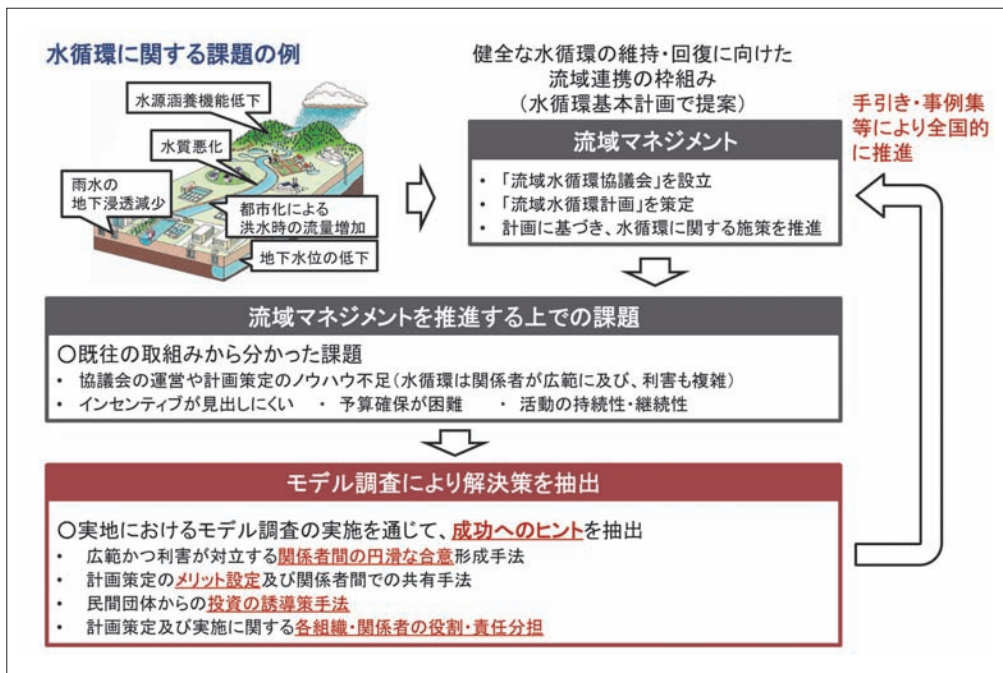 水循環に関する課題の例
水源涵養機能低下
水質悪化
雨水の
地下浸透減少
都市化による
洪水時の流量増加
地下水位の低下
健全な水循環の維持・回復に向けた
流域連携の枠組み
(水循環基本計画で提案)
流域マネジメント
・ 「流域水循環協議会」を設立
・ 「流域水循環計画」を策定
・ 計画に基づき、水循環に関する施策を推進
手引き・事例集
等により全国的
に推進
流域マネジメントを推進する上での課題
〇既往の取組みから分かった課題
・ 協議会の運営や計画策定のノウハウ不足(水循環は関係者が広範に及び、利害も複雑)
・ インセンティブが見出しにくい ・ 予算確保が困難 ・ 活動の持続性・継続性
モデル調査により解決策を抽出
〇実地におけるモデル調査の実施を通じて、成功へのヒントを抽出
・ 広範かつ利害が対立する関係者間の円滑な合意形成手法
・ 計画策定のメリット設定及び関係者間での共有手法
・ 民間団体からの投資の誘導策手法
・ 計画策定及び実施に関する各組織・関係者の役割・責任分担